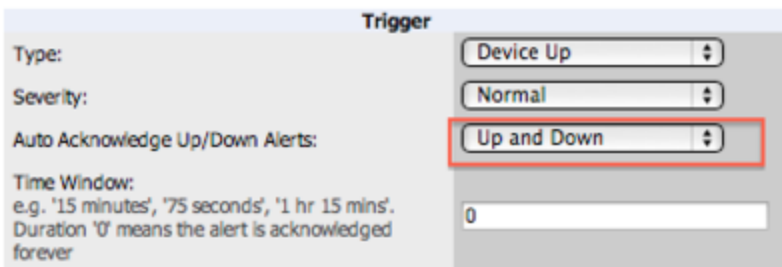 Trigger
Type: Device Up
Severity: Normal
Auto Acknowledge Up/Down Alerts: Up and Down
Time Window:
e.g. '15 minutes', '75 seconds', '1 hr 15 mins'.
Duration '0' means the alert is acknowledged
forever
0